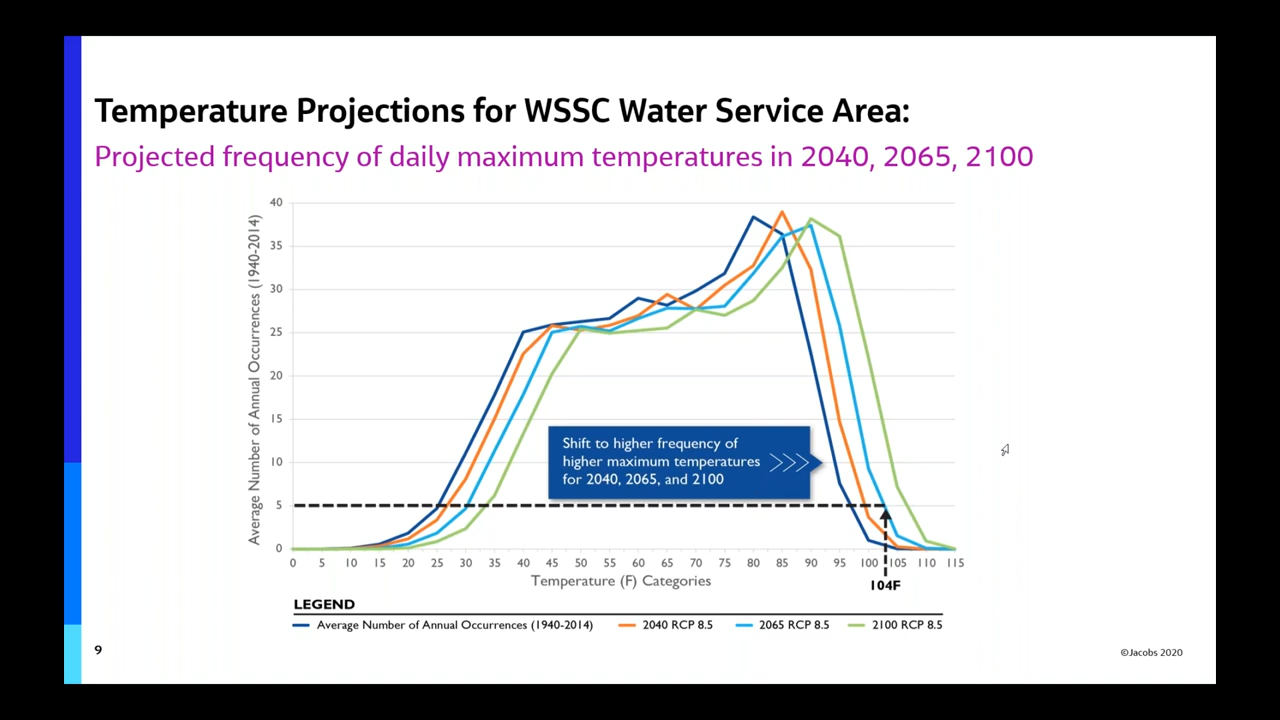 Temperature Projections for WSSC Water Service Area:
Projected frequency of daily maximum temperatures in 2040, 2065, 2100
Average Number of Annual Occurrences (1940-2014)
40
35
30
25
20
15
10
5
0
Shift to higher frequency of
higher maximum temperatures
for 2040, 2065, and 2100
0 5 10 15 20 25 30 35 40 45 50 55 60 65 70 75 80 85 90 95 100 105 110 115
Temperature (F) Categories
104F
LEGEND
Average Number of Annual Occurrences (1940-2014) 2040 RCP 8.5 2065 RCP 8.5 2100 RCP 8.5
9
©Jacobs 2020